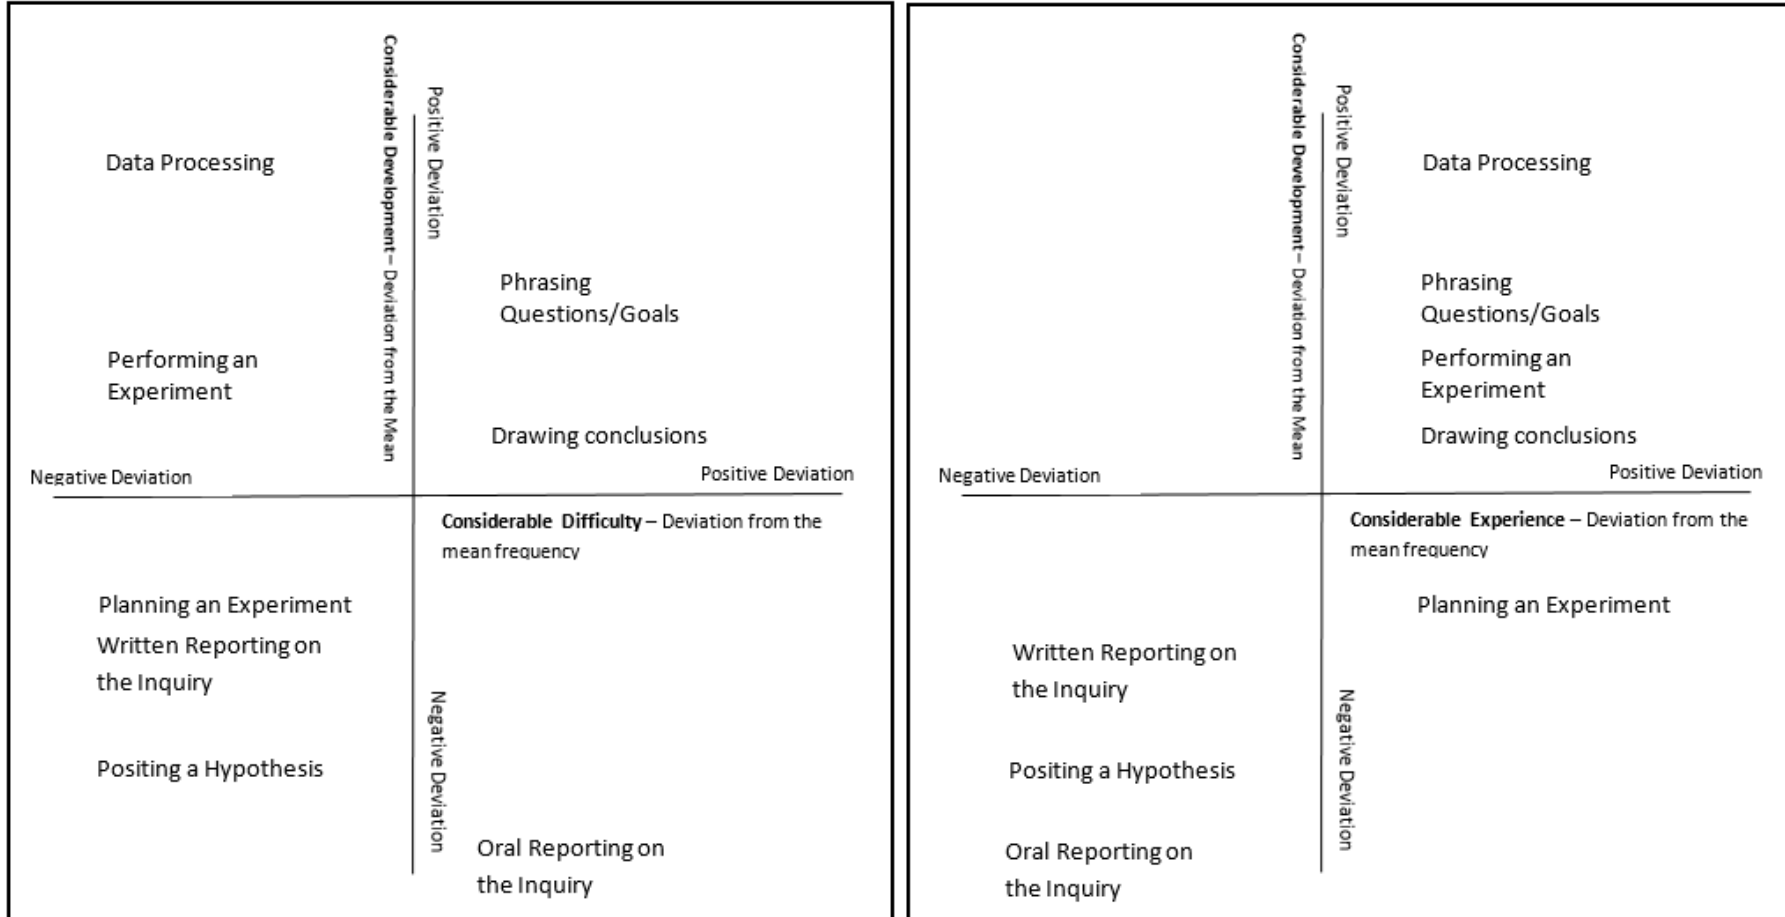 Considerable Development – Deviation from the Mean
Positive Deviation
Data Processing
Phrasing
Questions/Goals
Performing an
Experiment
Drawing conclusions
Negative Deviation
Positive Deviation
Considerable Difficulty – Deviation from the
mean frequency
Planning an Experiment
Written Reporting on
the Inquiry
Negative Deviation
Positing a Hypothesis
Oral Reporting on
the Inquiry
Considerable Development – Deviation from the Mean
Positive Deviation
Data Processing
Phrasing
Questions/Goals
Performing an
Experiment
Drawing conclusions
Negative Deviation
Positive Deviation
Considerable Experience – Deviation from the
mean frequency
Planning an Experiment
Written Reporting on
the Inquiry
Negative Deviation
Positing a Hypothesis
Oral Reporting on
the Inquiry